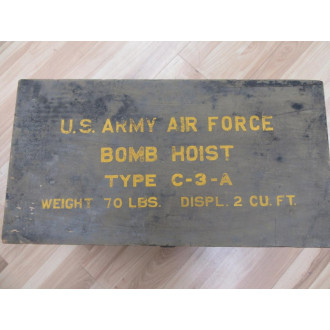 U.S. ARMY AIR FORCE
BOMB HOIST
TYPE C-3-A
WEIGHT 70 LBS. DISPL. 2 CU. FT.